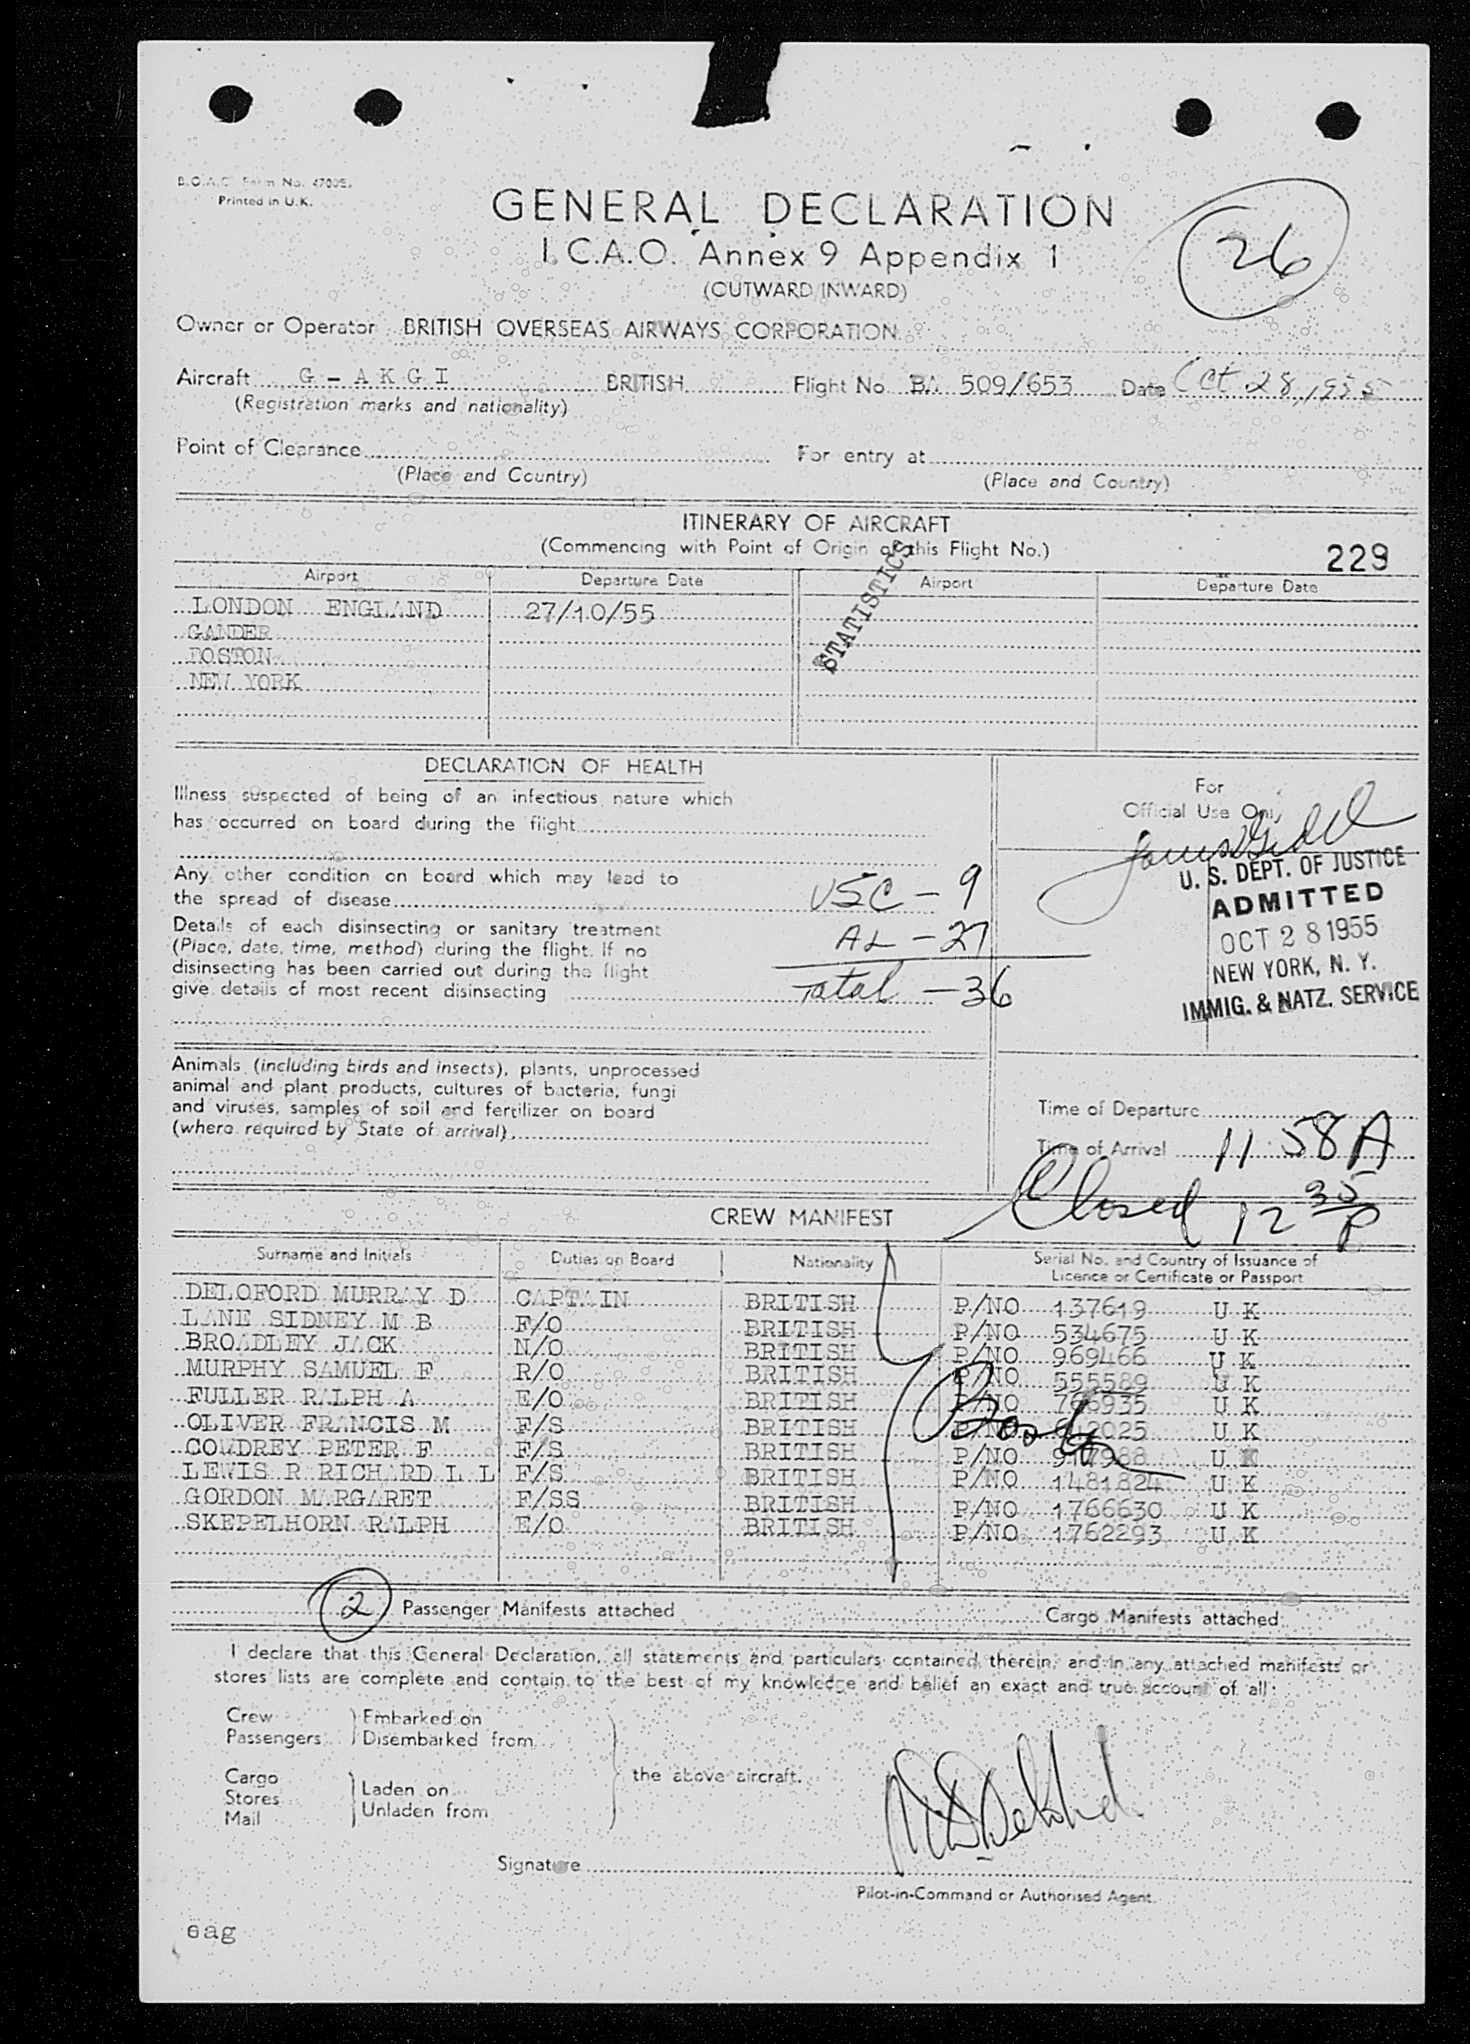 B.O.A.C. Form No. 4700S.
Printed in U.K.
GENERAL DECLARATION
I.C.A.O. Annex 9 Appendix 1
(OUTWARD/INWARD)
26
Owner or Operator BRITISH OVERSEAS AIRWAYS CORPORATION
Aircraft G - A K G I BRITISH Flight No BA 509/653 Date Oct 28, 1955
(Registration marks and nationality)
Point of Clearance For entry at
(Place and Country) (Place and Country)
ITINERARY OF AIRCRAFT
(Commencing with Point of Origin of this Flight No.)
229
STATISTICS
Airport Departure Date Airport Departure Date
LONDON ENGLAND 27/10/55
GANDER
BOSTON
NEW YORK
DECLARATION OF HEALTH
Illness suspected of being of an infectious nature which
has occurred on board during the flight
Any other condition on board which may lead to
the spread of disease
Details of each disinsecting or sanitary treatment
(Place, date, time, method) during the flight. If no
disinsecting has been carried out during the flight
give details of most recent disinsecting
USC - 9
AL - 27
Total - 36
For
Official Use Only
U. S. DEPT. OF JUSTICE
ADMITTED
OCT 28 1955
NEW YORK, N. Y.
IMMIG. & NATZ. SERVICE
Animals (including birds and insects), plants, unprocessed
animal and plant products, cultures of bacteria, fungi
and viruses, samples of soil and fertilizer on board
(where required by State of arrival)
Time of Departure
Time of Arrival 11 58 A
Closed 12 35 P
CREW MANIFEST
Surname and Initials Duties on Board Nationality Serial No. and Country of Issuance of
Licence or Certificate or Passport
DELOFORD MURRAY D CAPTAIN BRITISH P/NO 137619 U K
LANE SIDNEY M B F/O BRITISH P/NO 534675 U K
BROADLEY JACK N/O BRITISH P/NO 969466 U K
MURPHY SAMUEL F R/O BRITISH P/NO 555589 U K
FULLER RALPH A E/O BRITISH P/NO 766935 U K
OLIVER FRANCIS M F/S BRITISH P/NO 2025 U K
COWDREY PETER F F/S BRITISH P/NO 917988 U K
LEWIS R RICHARD L L F/S BRITISH P/NO 1481824 U K
GORDON MARGARET F/SS BRITISH P/NO 1766630 U K
SKEPELHORN RALPH E/O BRITISH P/NO 1762293 U K
2 Passenger Manifests attached Cargo Manifests attached
I declare that this General Declaration, all statements and particulars contained therein, and in any attached manifests or
stores lists are complete and contain to the best of my knowledge and belief an exact and true account of all:
Crew Embarked on
Passengers Disembarked from
the above aircraft.
Cargo
Stores Laden on
Mail Unladen from
Signature
Pilot-in-Command or Authorised Agent
eag